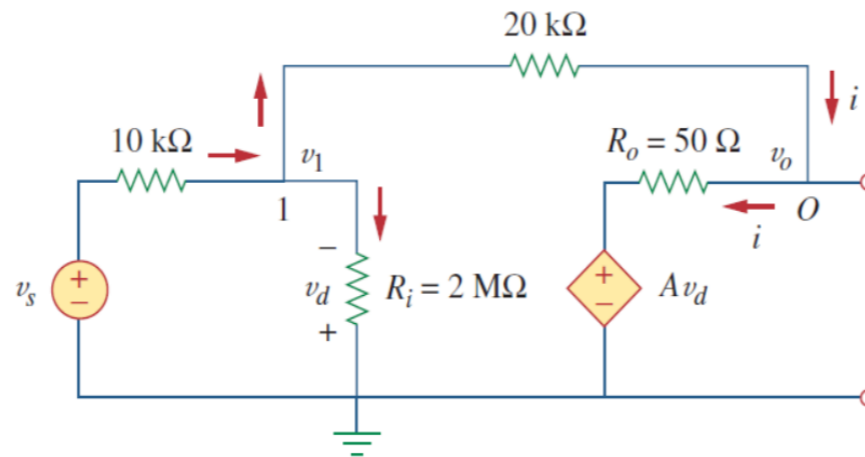 20 kΩ
i
10 kΩ
v1
Ro = 50 Ω
vo
1
i
O
vs
+
−
−
vd
+
Ri = 2 MΩ
+
−
Avd